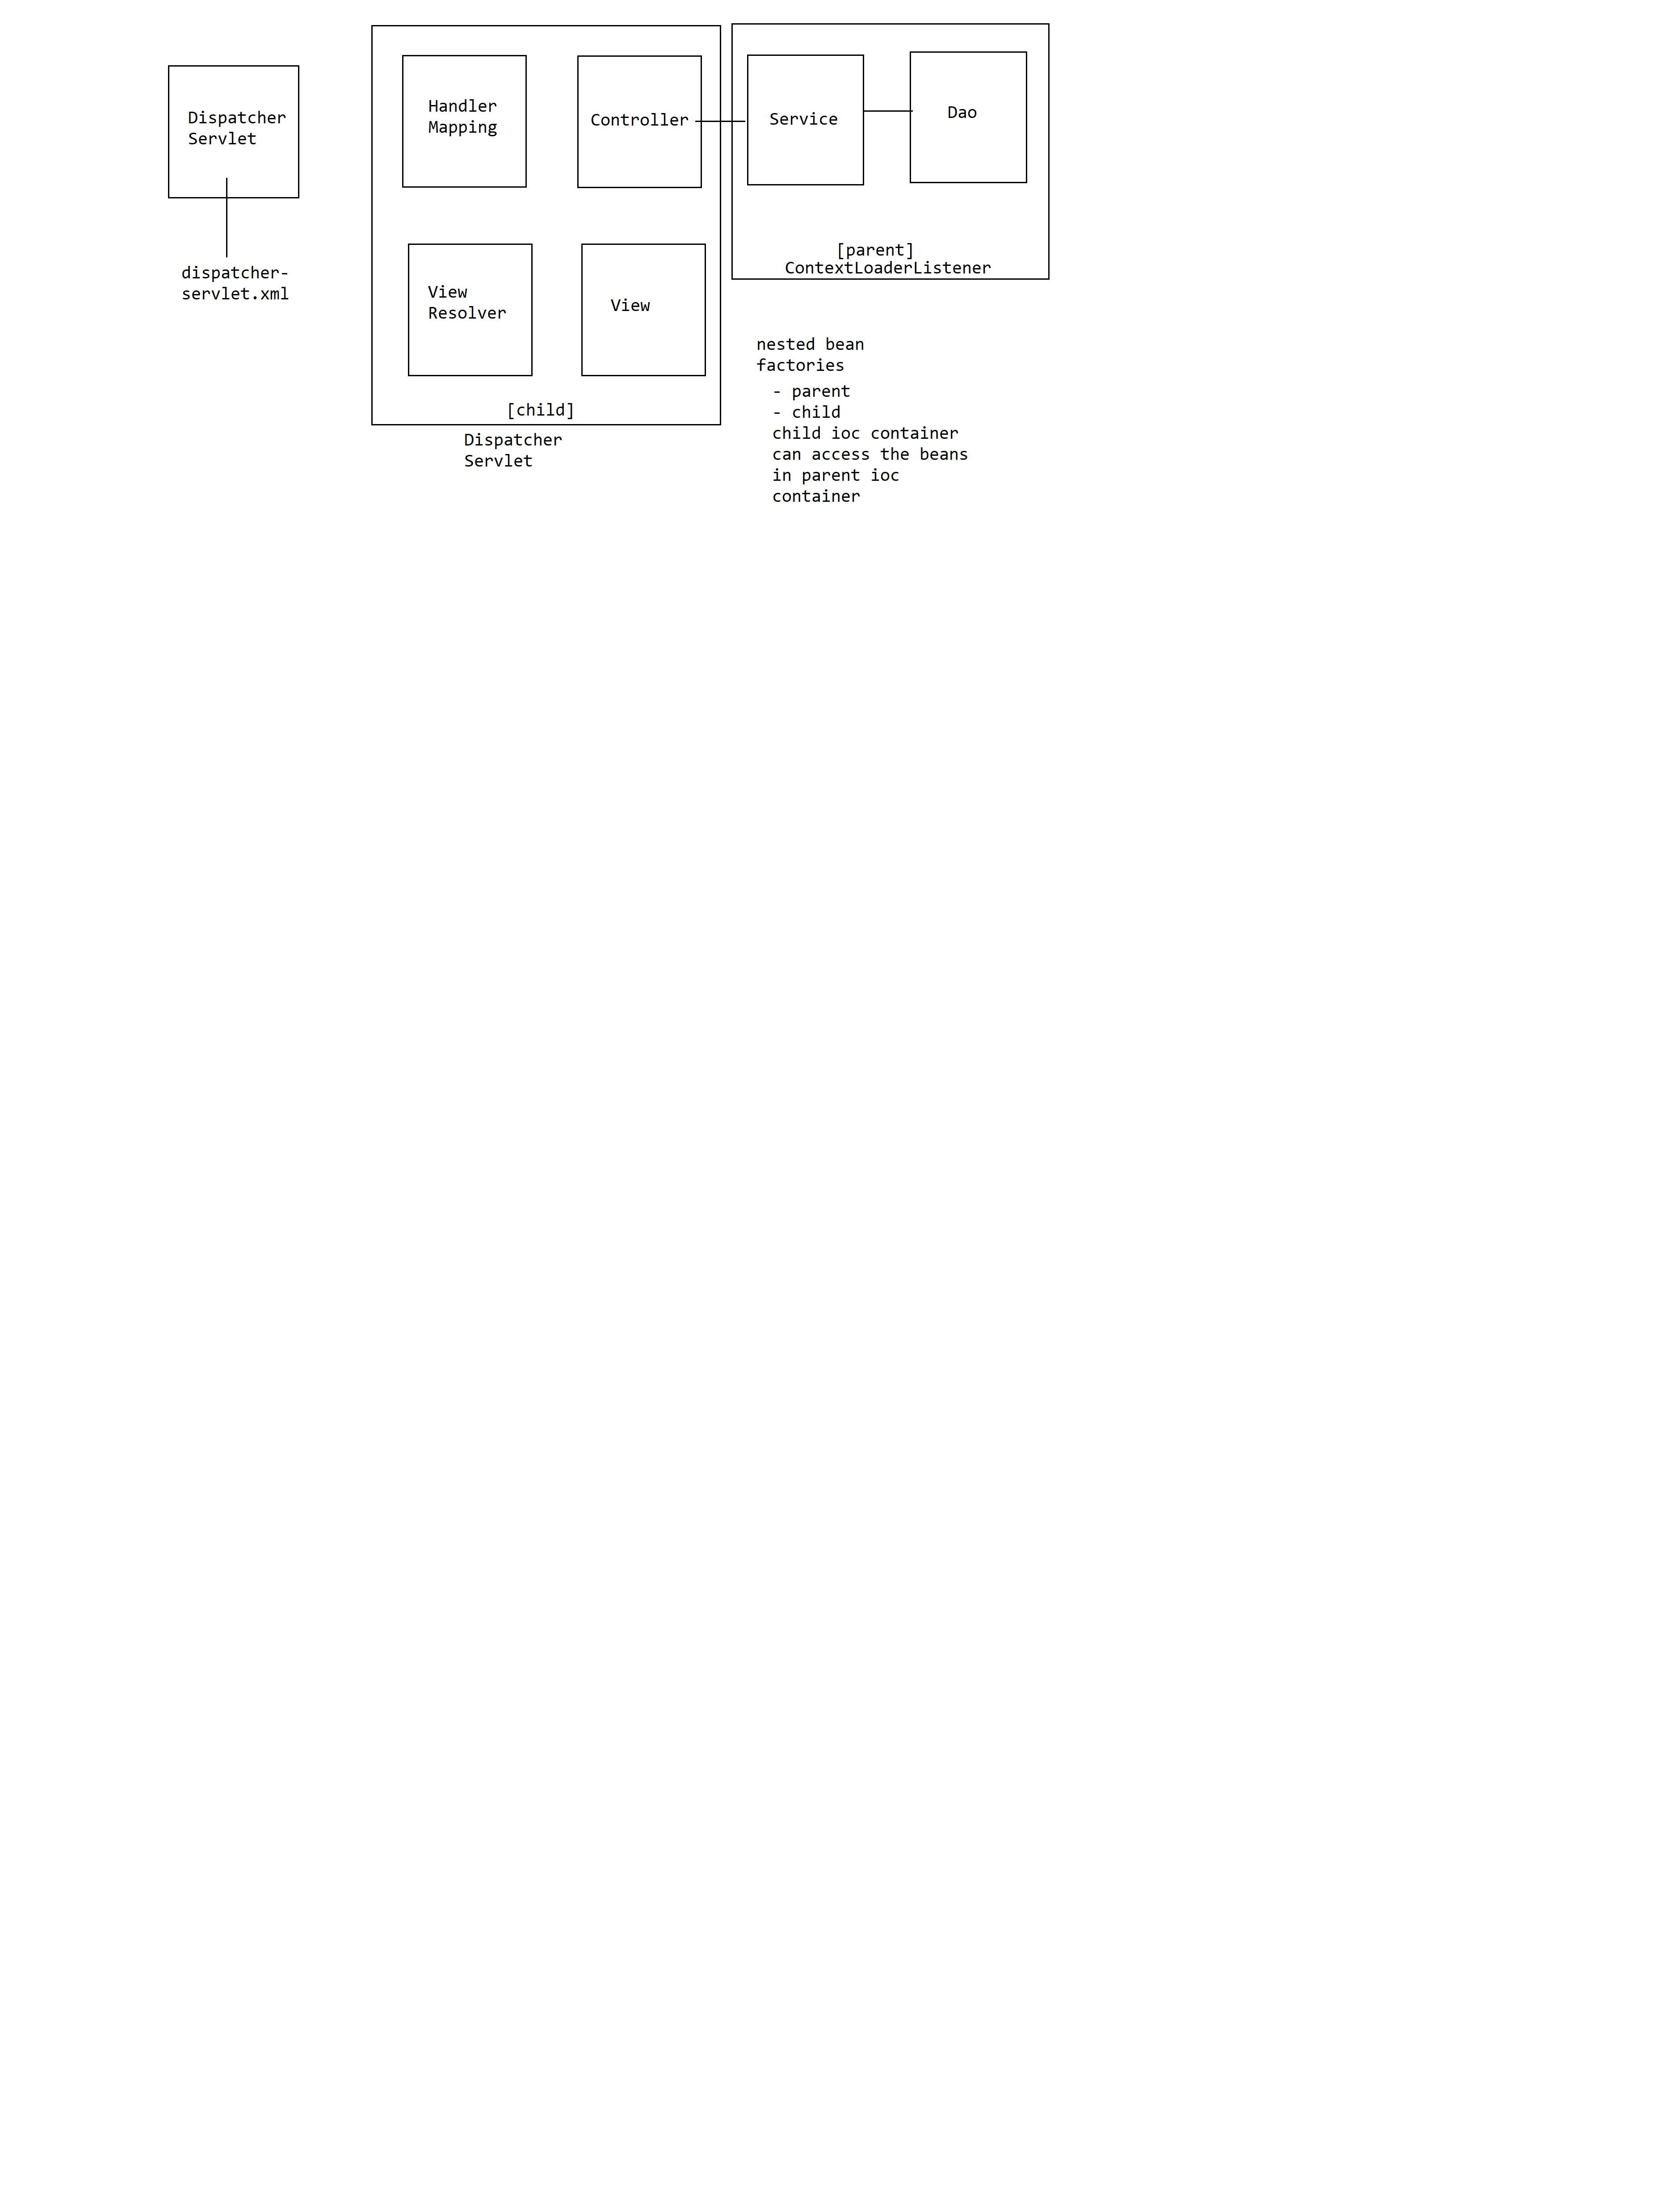 Dispatcher
Servlet
dispatcher-
servlet.xml
Handler
Mapping
Controller
View
Resolver
View
[child]
Dispatcher
Servlet
Service
Dao
[parent]
ContextLoaderListener
nested bean
factories
- parent
- child
child ioc container
can access the beans
in parent ioc
container